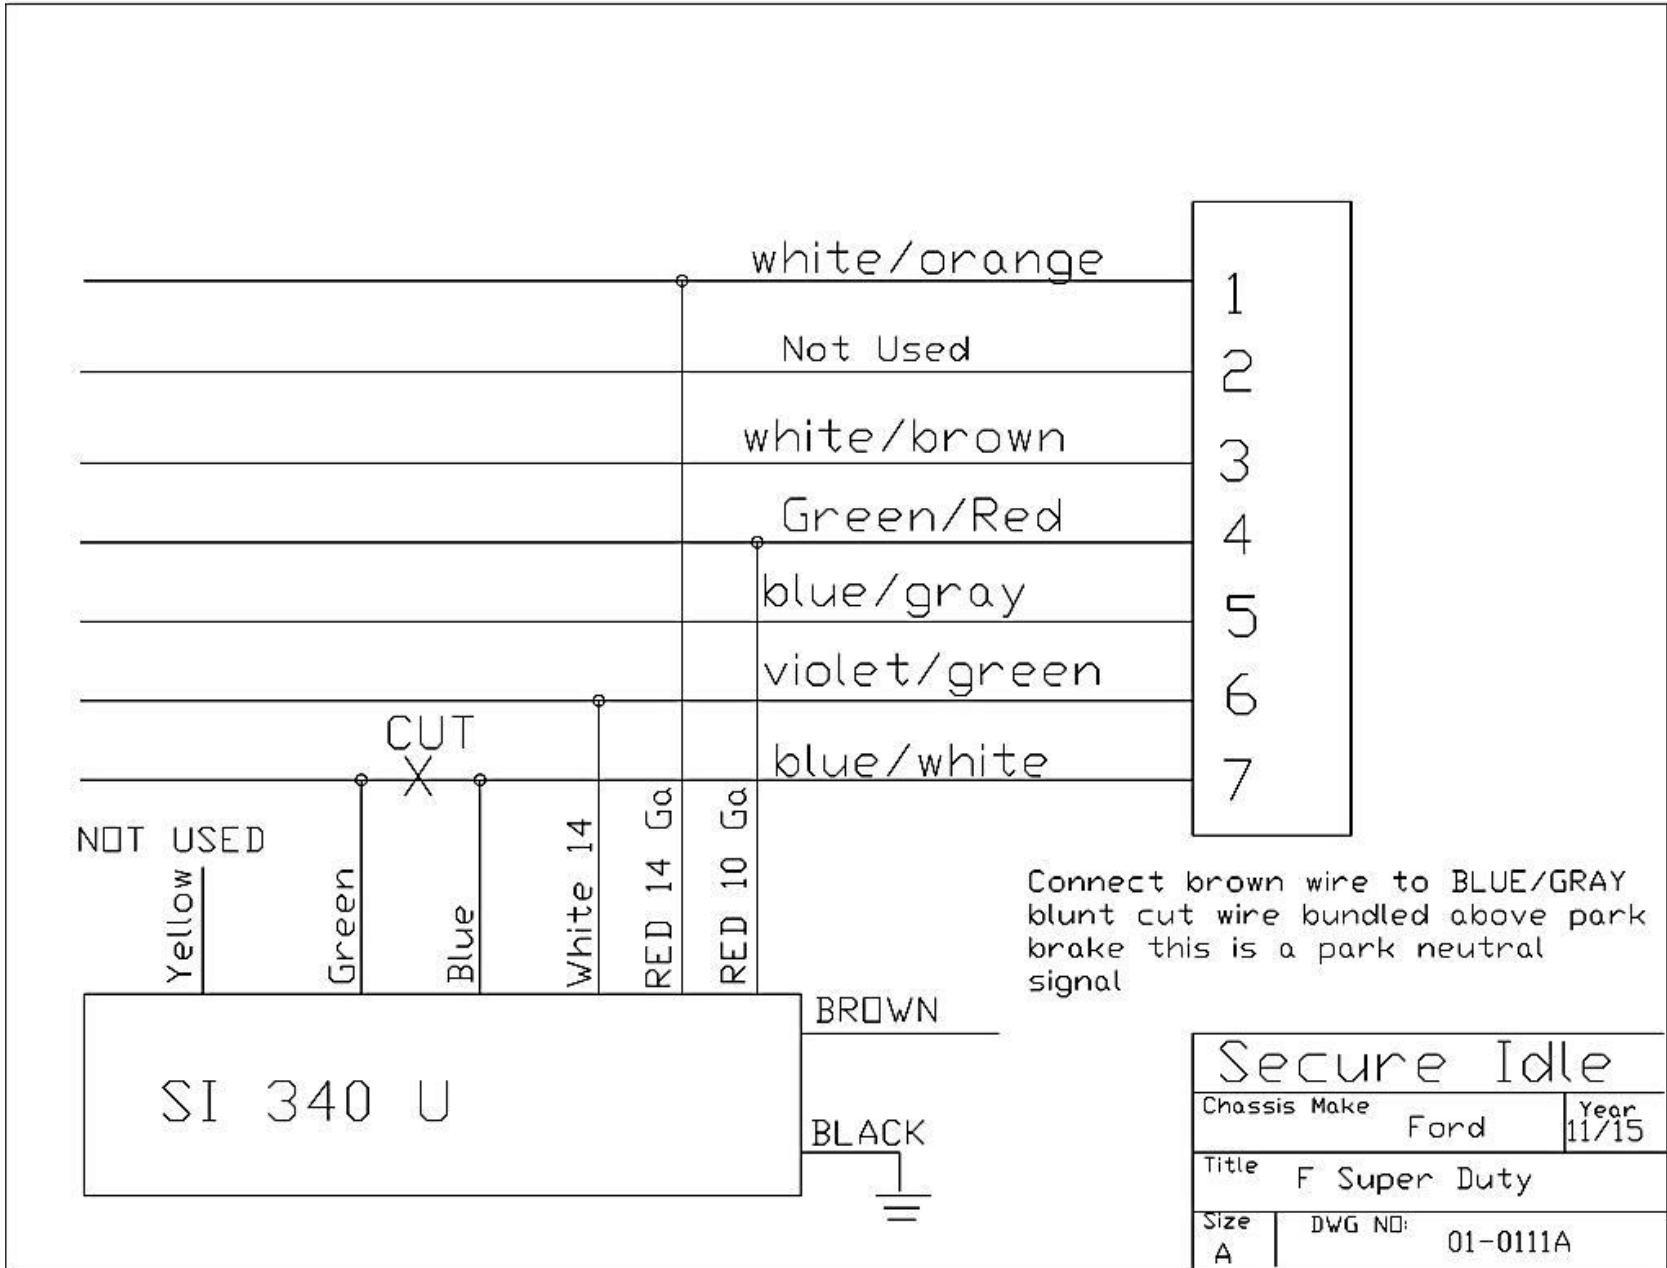 white/orange
1
Not Used
2
white/brown
3
Green/Red
4
blue/gray
5
violet/green
6
CUT
blue/white
7
NOT USED
Yellow
Green
Blue
White 14
RED 14 Ga
RED 10 Ga
Connect brown wire to BLUE/GRAY
blunt cut wire bundled above park
brake this is a park neutral
signal
BROWN
SI 340 U
BLACK
Secure Idle
Chassis Make
Ford
Year
11/15
Title
F Super Duty
Size
A
DWG NO:
01-0111A